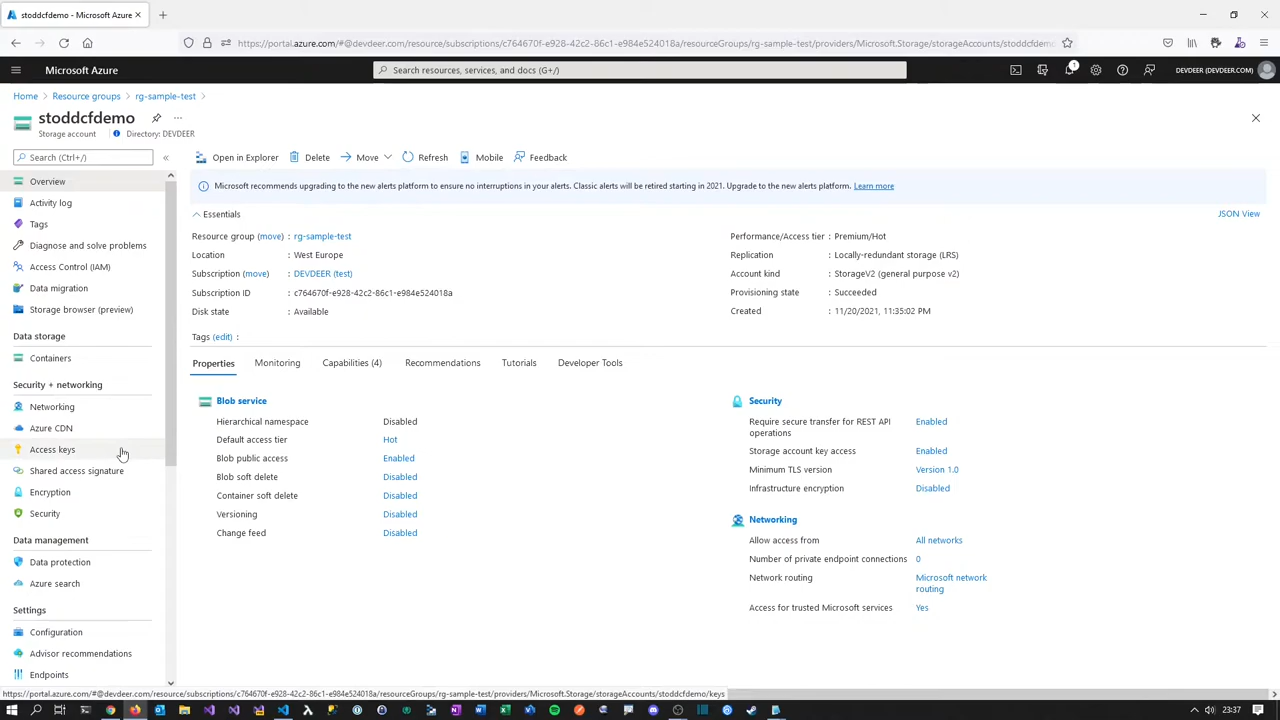 stoddcfdemo - Microsoft Azure
https://portal.azure.com/#@devdeer.com/resource/subscriptions/c764670f-e928-42c2-86c1-e984e524018a/resourceGroups/rg-sample-test/providers/Microsoft.Storage/storageAccounts/stoddcfdemo
Microsoft Azure
Search resources, services, and docs (G+/)
1
DEVDEER (DEVDEER.COM)
Home > Resource groups > rg-sample-test >
stoddcfdemo ...
Storage account
Directory: DEVDEER
Search (Ctrl+/)
«
Open in Explorer
Delete
Move
Refresh
Mobile
Feedback
Overview
Activity log
Tags
Diagnose and solve problems
Access Control (IAM)
Data migration
Storage browser (preview)
Data storage
Containers
Security + networking
Networking
Azure CDN
Access keys
Shared access signature
Encryption
Security
Data management
Data protection
Azure search
Settings
Configuration
Advisor recommendations
Endpoints
Microsoft recommends upgrading to the new alerts platform to ensure no interruptions in your alerts. Classic alerts will be retired starting in 2021. Upgrade to the new alerts platform. Learn more
Essentials
JSON View
Resource group (move) : rg-sample-test
Location : West Europe
Subscription (move) : DEVDEER (test)
Subscription ID : c764670f-e928-42c2-86c1-e984e524018a
Disk state : Available
Performance/Access tier : Premium/Hot
Replication : Locally-redundant storage (LRS)
Account kind : StorageV2 (general purpose v2)
Provisioning state : Succeeded
Created : 11/20/2021, 11:35:02 PM
Tags (edit) :
Properties
Monitoring
Capabilities (4)
Recommendations
Tutorials
Developer Tools
Blob service
Hierarchical namespace Disabled
Default access tier Hot
Blob public access Enabled
Blob soft delete Disabled
Container soft delete Disabled
Versioning Disabled
Change feed Disabled
Security
Require secure transfer for REST API Enabled
operations
Storage account key access Enabled
Minimum TLS version Version 1.0
Infrastructure encryption Disabled
Networking
Allow access from All networks
Number of private endpoint connections 0
Network routing Microsoft network
routing
Access for trusted Microsoft services Yes
https://portal.azure.com/#@devdeer.com/resource/subscriptions/c764670f-e928-42c2-86c1-e984e524018a/resourceGroups/rg-sample-test/providers/Microsoft.Storage/storageAccounts/stoddcfdemo/keys
23:37